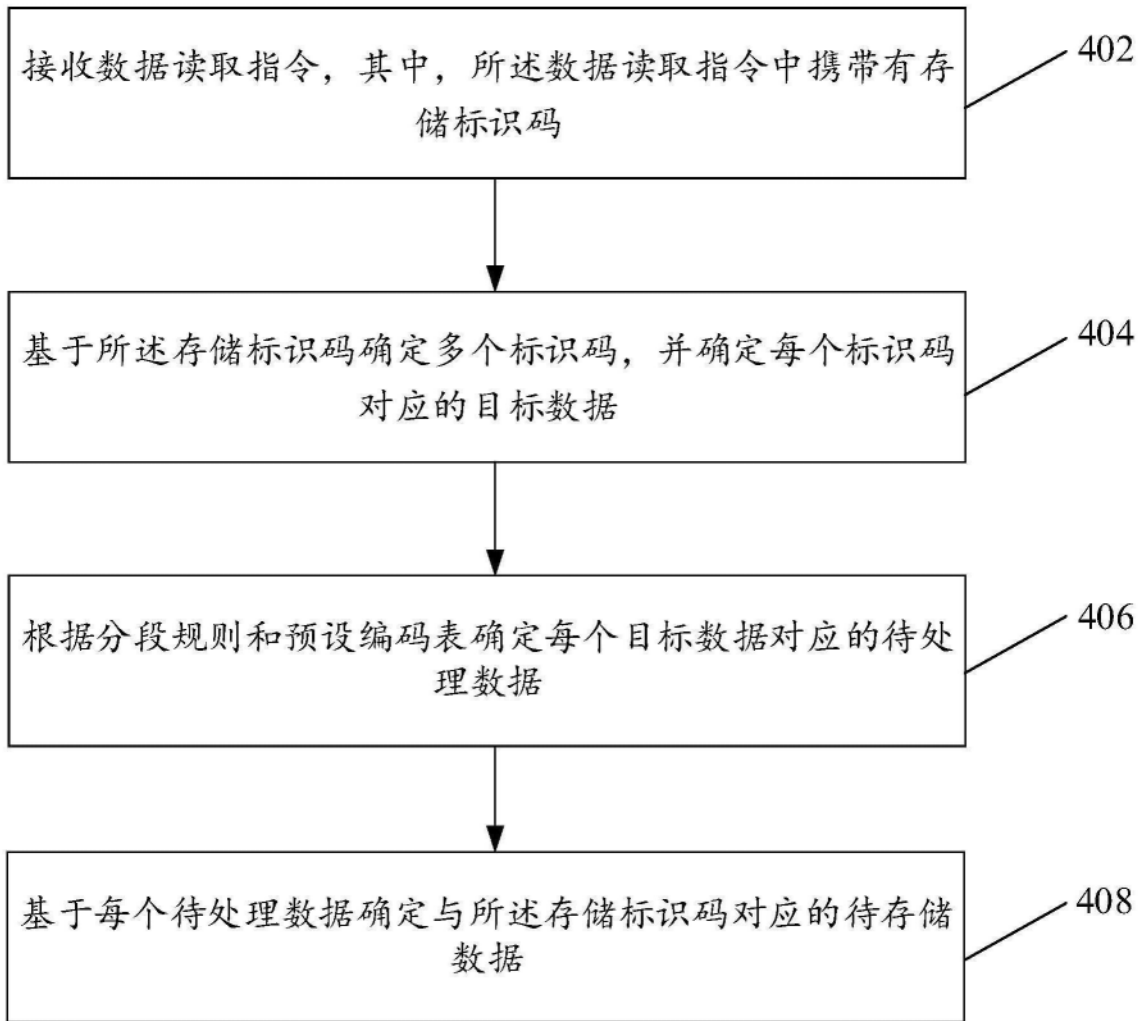 接收数据读取指令，其中，所述数据读取指令中携带有存
储标识码
402
基于所述存储标识码确定多个标识码，并确定每个标识码
对应的目标数据
404
根据分段规则和预设编码表确定每个目标数据对应的待处
理数据
406
基于每个待处理数据确定与所述存储标识码对应的待存储
数据
408